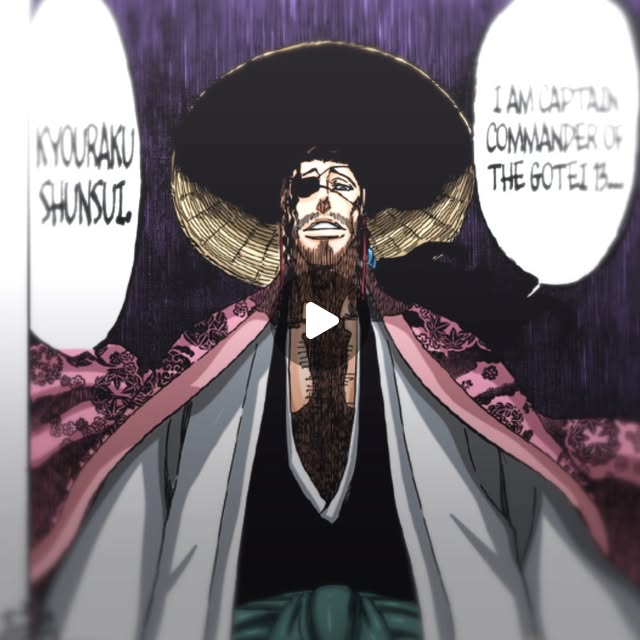 I AM CAPTAIN
COMMANDER OF
THE GOTEI 13...
KYOURAKU
SHUNSUI.